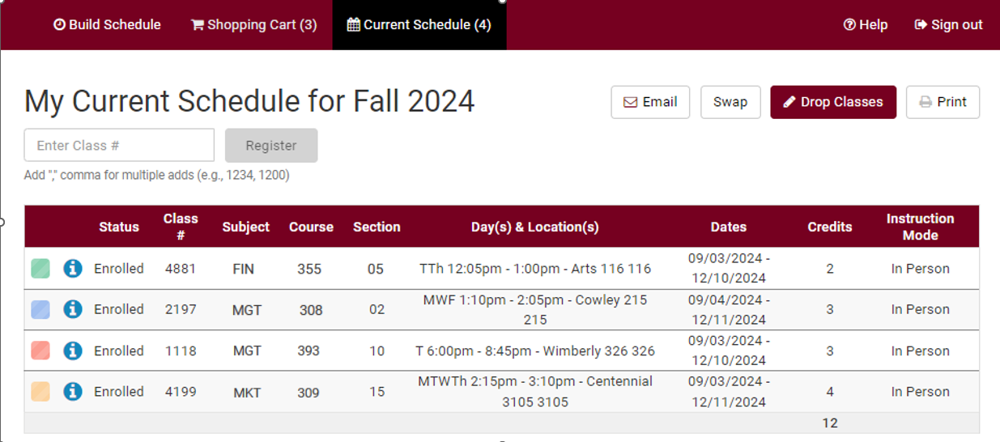 Build Schedule Shopping Cart (3) Current Schedule (4) Help Sign out
My Current Schedule for Fall 2024 Email Swap Drop Classes Print
Enter Class # Register
Add "," comma for multiple adds (e.g., 1234, 1200)
Status Class # Subject Course Section Day(s) & Location(s) Dates Credits Instruction Mode
Enrolled 4881 FIN 355 05 TTh 12:05pm - 1:00pm - Arts 116 116 09/03/2024 - 12/10/2024 2 In Person
Enrolled 2197 MGT 308 02 MWF 1:10pm - 2:05pm - Cowley 215 215 09/04/2024 - 12/11/2024 3 In Person
Enrolled 1118 MGT 393 10 T 6:00pm - 8:45pm - Wimberly 326 326 09/03/2024 - 12/10/2024 3 In Person
Enrolled 4199 MKT 309 15 MTWTh 2:15pm - 3:10pm - Centennial 3105 3105 09/03/2024 - 12/11/2024 4 In Person
12